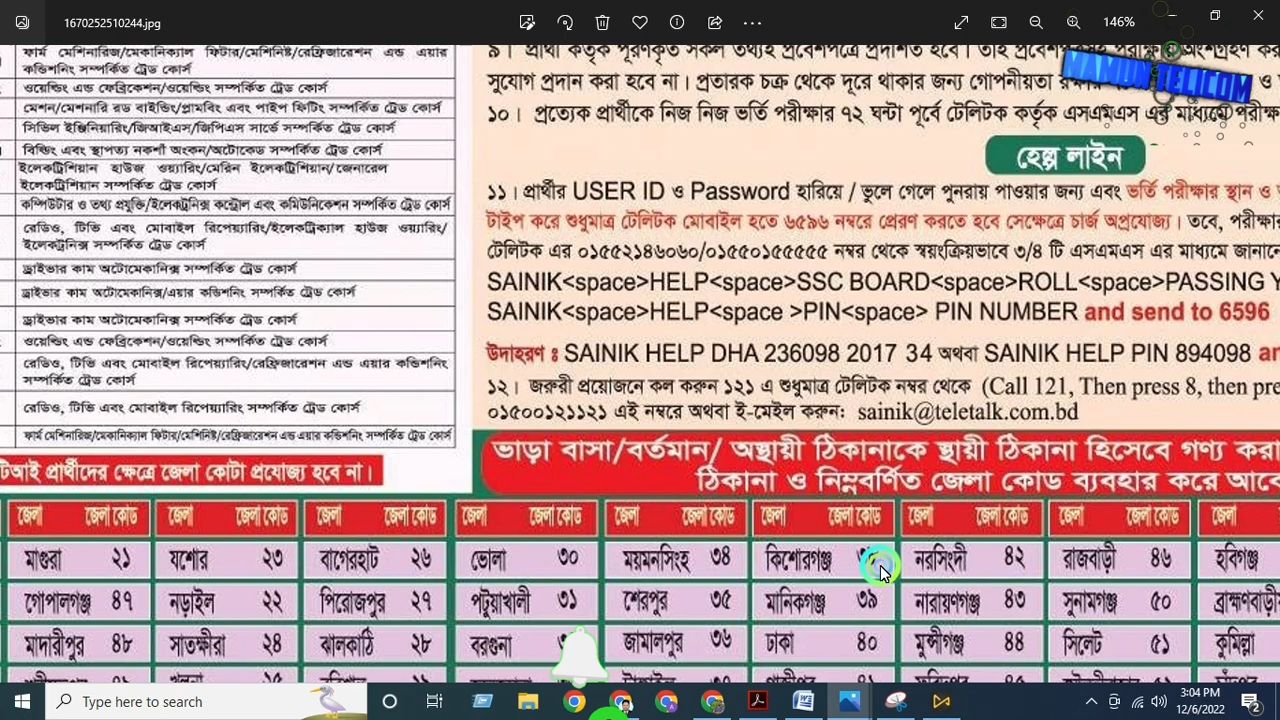 1670252510244.jpg
146%
MAMUN TELICOM
ফার্ম মেশিনারিজ/মেকানিক্যাল ফিটার/মেশিনিষ্ট/রেফ্রিজারেশন এন্ড এয়ার
কন্ডিশনিং সম্পর্কিত ট্রেড কোর্স
ওয়েল্ডিং এন্ড ফেব্রিকেশন/ওয়েল্ডিং সম্পর্কিত ট্রেড কোর্স
মেশন/মেশনারি রড বাইন্ডিং/প্লামবিং এবং পাইপ ফিটিং সম্পর্কিত ট্রেড কোর্স
সিভিল ইঞ্জিনিয়ারিং/জিআইএস/জিপিএস সার্ভে সম্পর্কিত ট্রেড কোর্স
বিল্ডিং এবং স্থাপত্য নকশাঁ অংকন/অটোকেড সম্পর্কিত ট্রেড কোর্স
ইলেকট্রিশিয়ান হাউজ ওয়্যারিং/মেরিন ইলেকট্রিশিয়ান/জেনারেল
ইলেকট্রিশিয়ান সম্পর্কিত ট্রেড কোর্স
কম্পিউটার ও তথ্য প্রযুক্তি/ইলেকট্রনিক্স কন্ট্রোল এবং কমিউনিকেশন সম্পর্কিত ট্রেড কোর্স
রেডিও, টিভি এবং মোবাইল রিপেয়্যারিং/ইলেকট্রিক্যাল হাউজ ওয়্যারিং/
ইলেকট্রনিক্স সম্পর্কিত ট্রেড কোর্স
ড্রাইভার কাম অটোমেকানিক্স সম্পর্কিত ট্রেড কোর্স
ড্রাইভার কাম অটোমেকানিক্স/এয়ার কন্ডিশনিং সম্পর্কিত ট্রেড কোর্স
ড্রাইভার কাম অটোমেকানিক্স সম্পর্কিত ট্রেড কোর্স
ওয়েল্ডিং এন্ড ফেব্রিকেশন/ওয়েল্ডিং সম্পর্কিত ট্রেড কোর্স
রেডিও, টিভি এবং মোবাইল রিপেয়্যারিং/রেফ্রিজারেশন এন্ড এয়ার কন্ডিশনিং
সম্পর্কিত ট্রেড কোর্স
রেডিও, টিভি এবং মোবাইল রিপেয়্যারিং সম্পর্কিত ট্রেড কোর্স
ফার্ম মেশিনারিজ/মেকানিক্যাল ফিটার/মেশিনিষ্ট/রেফ্রিজারেশন এন্ড এয়ার কন্ডিশনিং সম্পর্কিত ট্রেড কোর্স
টিআই প্রার্থীদের ক্ষেত্রে জেলা কোটা প্রযোজ্য হবে না।
৯। প্রার্থী কর্তৃক পূরণকৃত সকল তথ্যই প্রবেশপত্রে প্রদর্শিত হবে।
সুযোগ প্রদান করা হবে না। প্রতারক চক্র থেকে দূরে থাকার জন্য গোপনীয়তা
১০। প্রত্যেক প্রার্থীকে নিজ নিজ ভর্তি পরীক্ষার ৭২ ঘন্টা পূর্বে টেলিটক কর্তৃক এসএমএস এর মাধ্যমে
হেল্প লাইন
১১। প্রার্থীর USER ID ও Password হারিয়ে / ভুলে গেলে পুনরায় পাওয়ার জন্য এবং ভর্তি পরীক্ষার স্থান ও
টাইপ করে শুধুমাত্র টেলিটক মোবাইল হতে ৬৫৯৬ নম্বরে প্রেরণ করতে হবে সেক্ষেত্রে চার্জ অপ্রযোজ্য। তবে,
টেলিটক এর ০১৫৫২১৪৬০৬০/০১৫৫০১৫৫৫৫৫ নম্বর থেকে স্বয়ংক্রিয়ভাবে ৩/৪ টি এসএমএস এর মাধ্যমে
SAINIK<space>HELP<space>SSC BOARD<space>ROLL<space>PASSING Y
SAINIK<space>HELP<space >PIN<space> PIN NUMBER and send to 6596
উদাহরণ ঃ SAINIK HELP DHA 236098 2017 34 অথবা SAINIK HELP PIN 894098
১২। জরুরী প্রয়োজনে কল করুন ১২১ এ শুধুমাত্র টেলিটক নম্বর থেকে (Call 121, Then press 8, then pre
০১৫০০১২১১২১ এই নম্বরে অথবা ই-মেইল করুন: sainik@teletalk.com.bd
ভাড়া বাসা/বর্তমান/ অস্থায়ী ঠিকানাকে স্থায়ী ঠিকানা হিসেবে গণ্য
ঠিকানা ও নিম্নবর্ণিত জেলা কোড ব্যবহার করে
জেলা জেলা কোড জেলা জেলা কোড জেলা জেলা কোড জেলা জেলা কোড জেলা জেলা কোড জেলা জেলা কোড জেলা জেলা কোড জেলা জেলা কোড জেলা
মাগুরা ২১ যশোর ২৩ বাগেরহাট ২৬ ভোলা ৩০ ময়মনসিংহ ৩৪ কিশোরগঞ্জ নরসিংদী ৪২ রাজবাড়ী ৪৬ হবিগঞ্জ
গোপালগঞ্জ ৪৭ নড়াইল ২২ পিরোজপুর ২৭ পটুয়াখালী ৩১ শেরপুর ৩৫ মানিকগঞ্জ ৩৯ নারায়ণগঞ্জ ৪৩ সুনামগঞ্জ ৫০
মাদারীপুর ৪৮ সাতক্ষীরা ২৪ ঝালকাঠি ২৮ বরগুনা জামালপুর ৩৬ ঢাকা ৪০ মুন্সীগঞ্জ ৪৪ সিলেট ৫১ কুমিল্লা
Type here to search
3:04 PM
12/6/2022
2